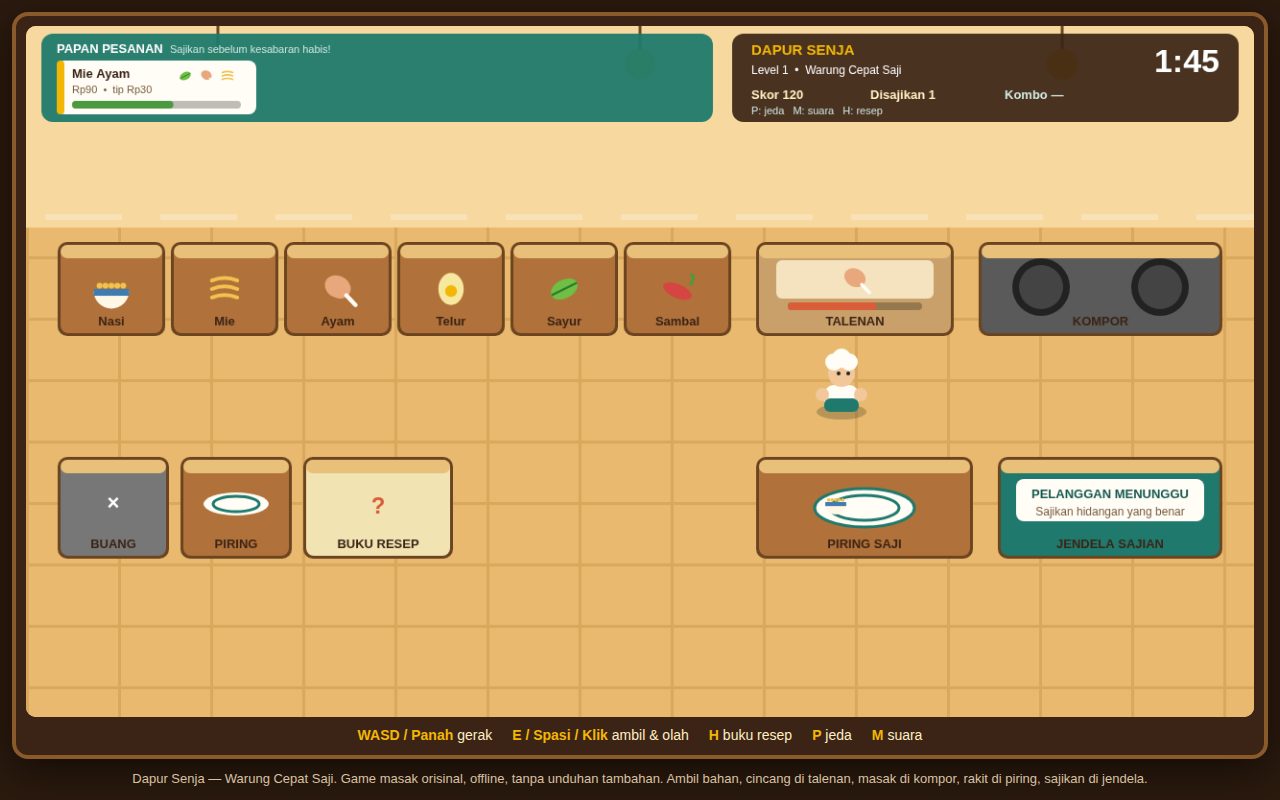 PAPAN PESANAN Sajikan sebelum kesabaran habis!
Mie Ayam
Rp90 • tip Rp30
DAPUR SENJA
Level 1 • Warung Cepat Saji
1:45
Skor 120 Disajikan 1 Kombo —
P: jeda M: suara H: resep
Nasi
Mie
Ayam
Telur
Sayur
Sambal
TALENAN
KOMPOR
×
BUANG
PIRING
?
BUKU RESEP
PIRING SAJI
PELANGGAN MENUNGGU
Sajikan hidangan yang benar
JENDELA SAJIAN
WASD / Panah gerak E / Spasi / Klik ambil & olah H buku resep P jeda M suara
Dapur Senja — Warung Cepat Saji. Game masak orisinal, offline, tanpa unduhan tambahan. Ambil bahan, cincang di talenan, masak di kompor, rakit di piring, sajikan di jendela.